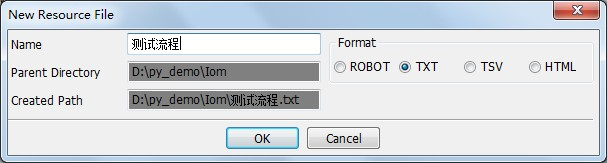 New Resource File
Name 测试流程
Format
ROBOT TXT TSV HTML
Parent Directory D:\py_demo\Iom
Created Path D:\py_demo\Iom\测试流程.txt
OK Cancel